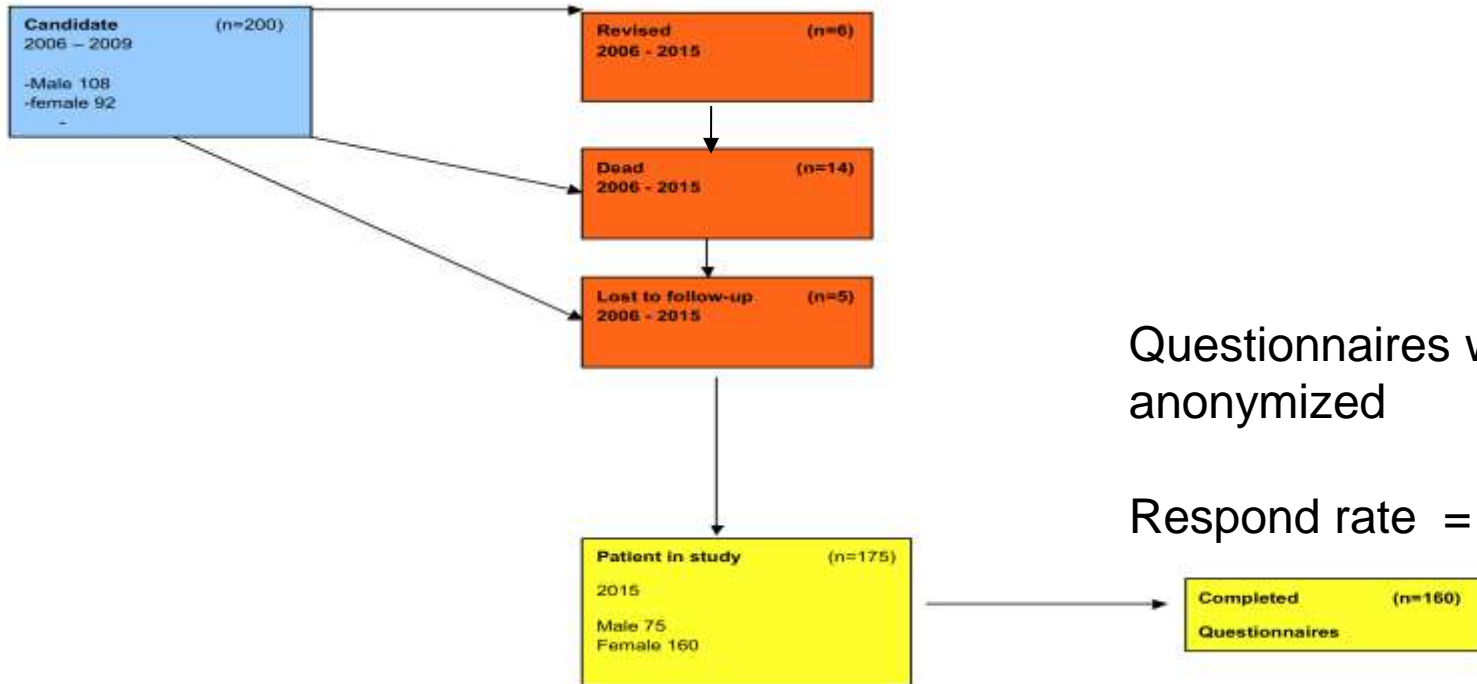 Candidate (n=200)
2006 – 2009
-Male 108
-female 92
-
Revised (n=6)
2006 - 2015
Dead (n=14)
2006 - 2015
Lost to follow-up (n=5)
2006 - 2015
Questionnaires
anonymized
Respond rate =
Patient in study (n=175)
2015
Male 75
Female 160
Completed (n=160)
Questionnaires